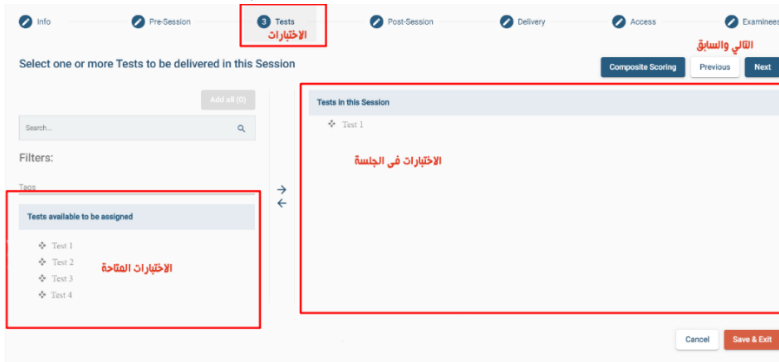 Info
Pre-Session
3 Tests
Post-Session
Delivery
Access
Examinees
الاختبارات
التالي والسابق
Select one or more Tests to be delivered in this Session
Composite Scoring
Previous
Next
Add all (0)
Tests in this Session
Search...
Test 1
Filters:
الاختبارات في الجلسة
Tags
Tests available to be assigned
Test 1
Test 2
الاختبارات المتاحة
Test 3
Test 4
Cancel
Save & Exit